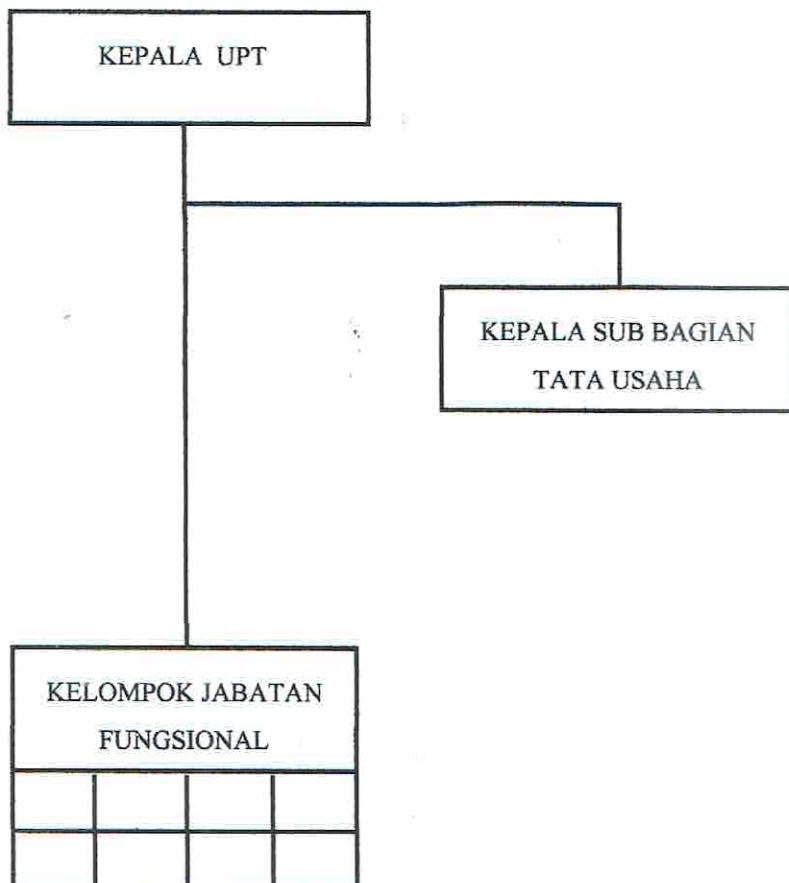 KEPALA UPT
KEPALA SUB BAGIAN
TATA USAHA
KELOMPOK JABATAN
FUNGSIONAL